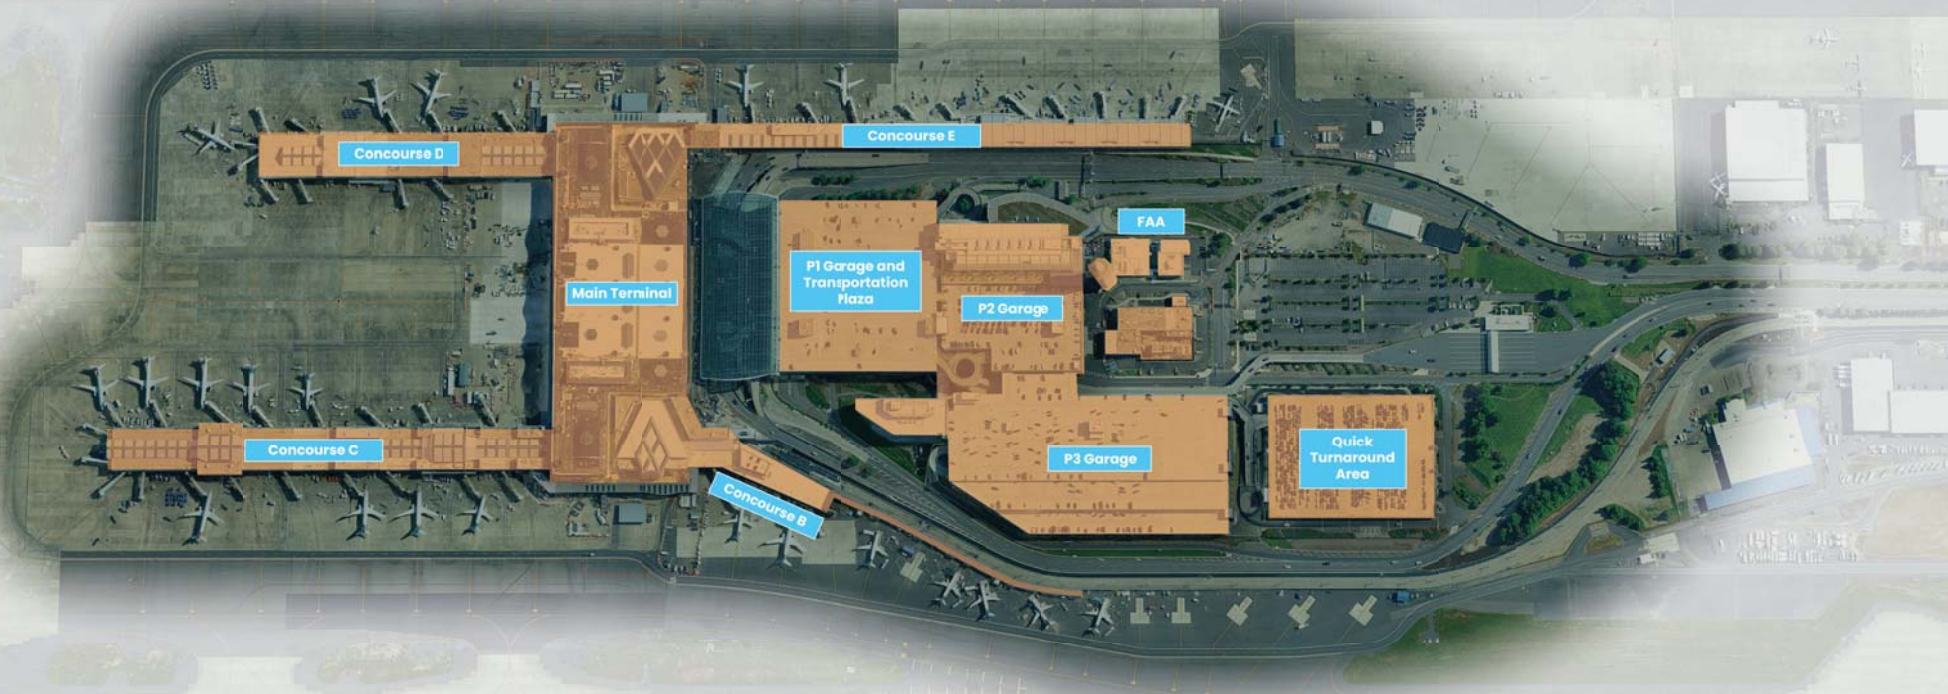 Concourse E
Concourse D
FAA
P1 Garage and
Transportation
Plaza
Main Terminal
P2 Garage
Concourse C
P3 Garage
Quick
Turnaround
Area
Concourse B